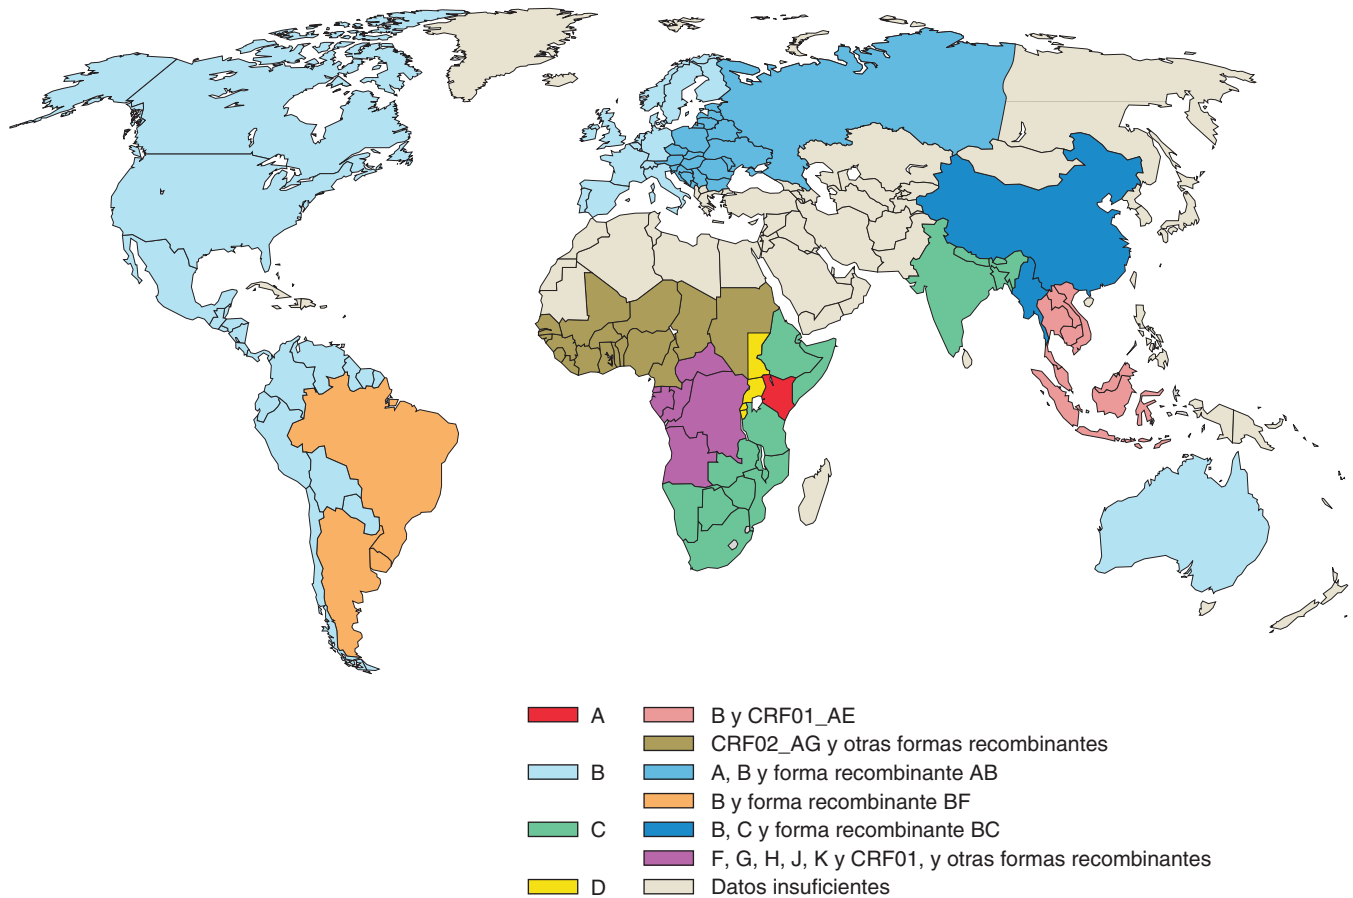 A
B y CRF01_AE
CRF02_AG y otras formas recombinantes
B
A, B y forma recombinante AB
B y forma recombinante BF
C
B, C y forma recombinante BC
F, G, H, J, K y CRF01, y otras formas recombinantes
D
Datos insuficientes